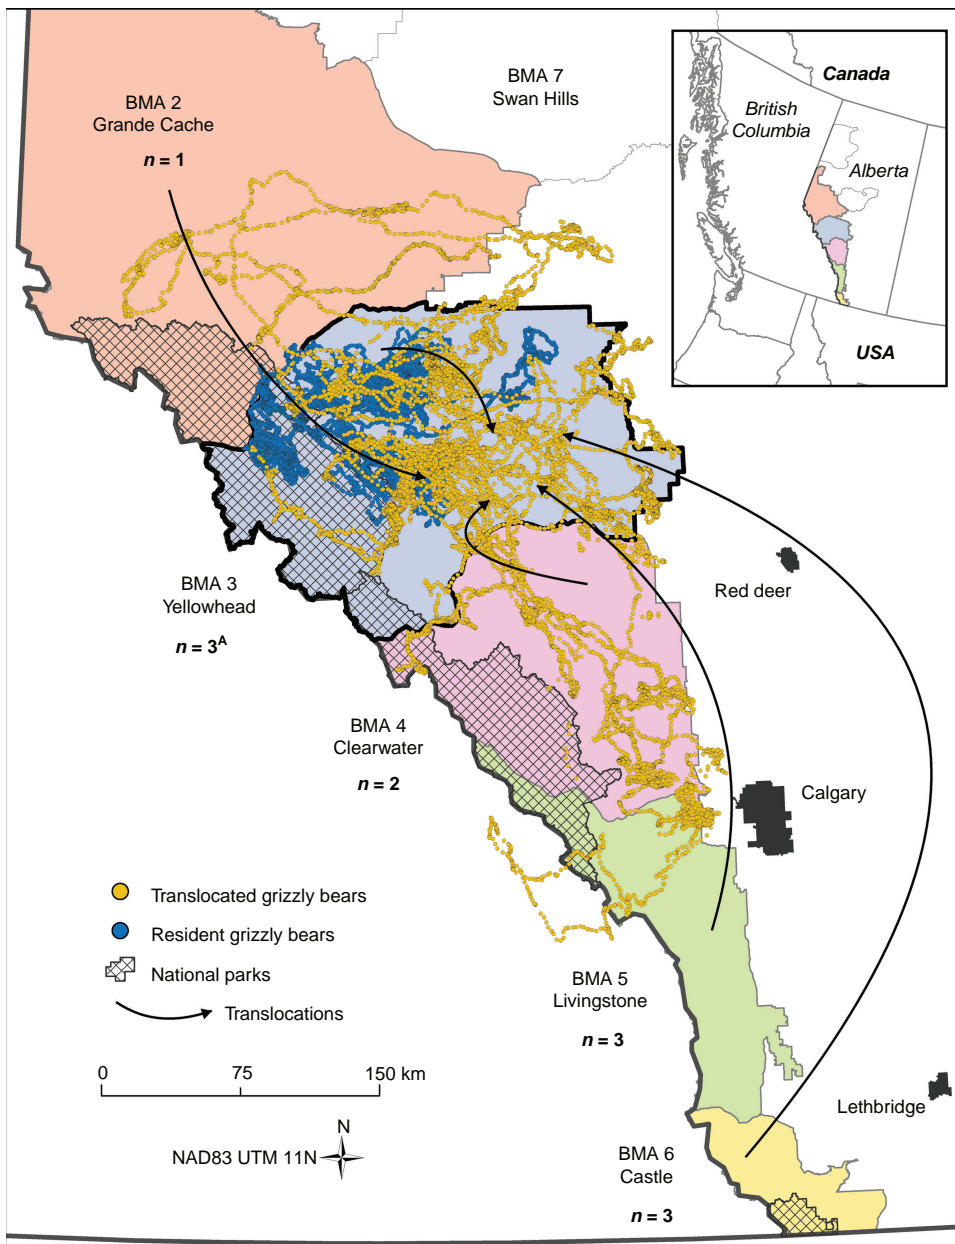 BMA 2
Grande Cache
n = 1
BMA 7
Swan Hills
Canada
British
Columbia
Alberta
USA
BMA 3
Yellowhead
n = 3A
Red deer
BMA 4
Clearwater
n = 2
Calgary
Translocated grizzly bears
Resident grizzly bears
National parks
Translocations
BMA 5
Livingstone
n = 3
0 75 150 km
Lethbridge
N
NAD83 UTM 11N
BMA 6
Castle
n = 3